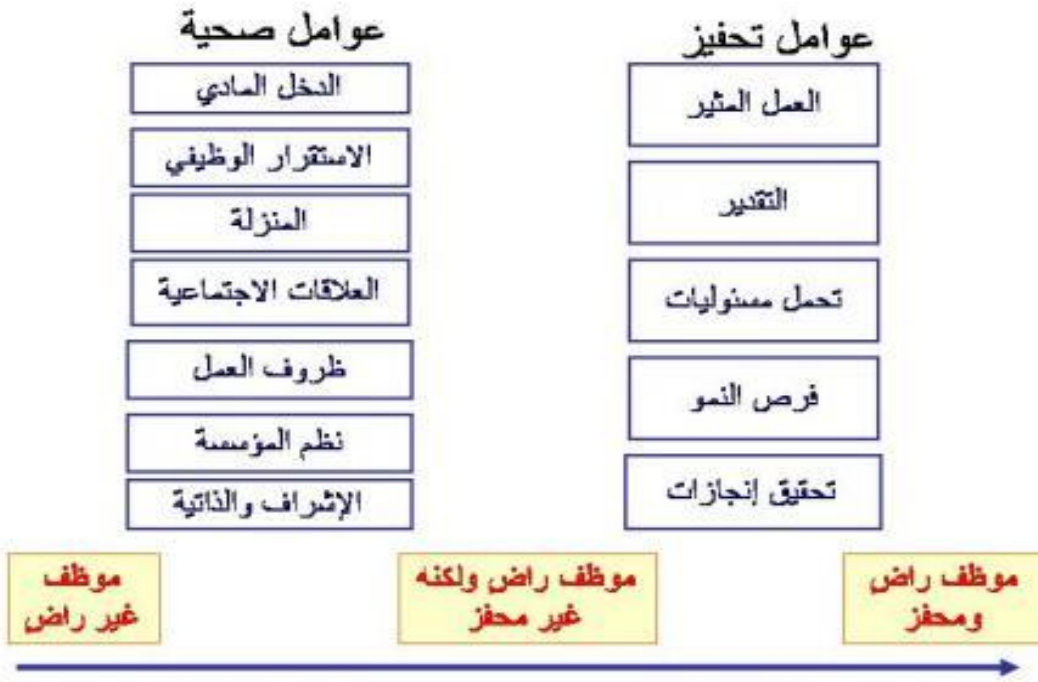 عوامل تحفيز
العمل المثير
التقدير
تحمل مسئوليات
فرص النمو
تحقيق إنجازات
عوامل صحية
الدخل المادي
الاستقرار الوظيفي
المنزلة
العلاقات الاجتماعية
ظروف العمل
نظم المؤسسة
الإشراف والذاتية
موظف راض
ومحفز
موظف راض ولكنه
غير محفز
موظف
غير راض